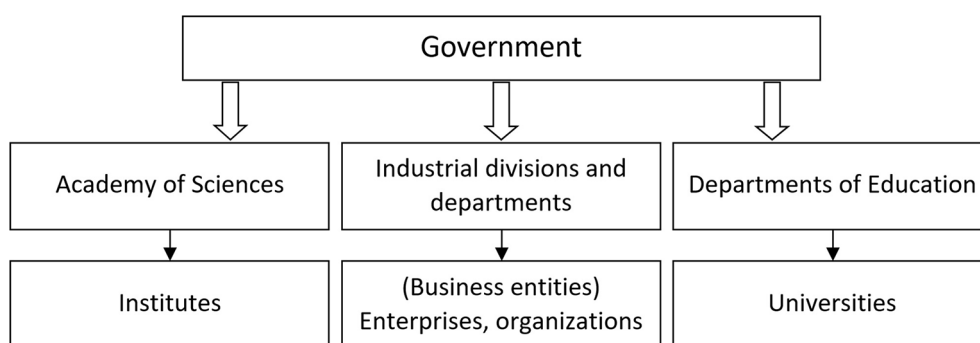 Government
Academy of Sciences
Industrial divisions and
departments
Departments of Education
Institutes
(Business entities)
Enterprises, organizations
Universities